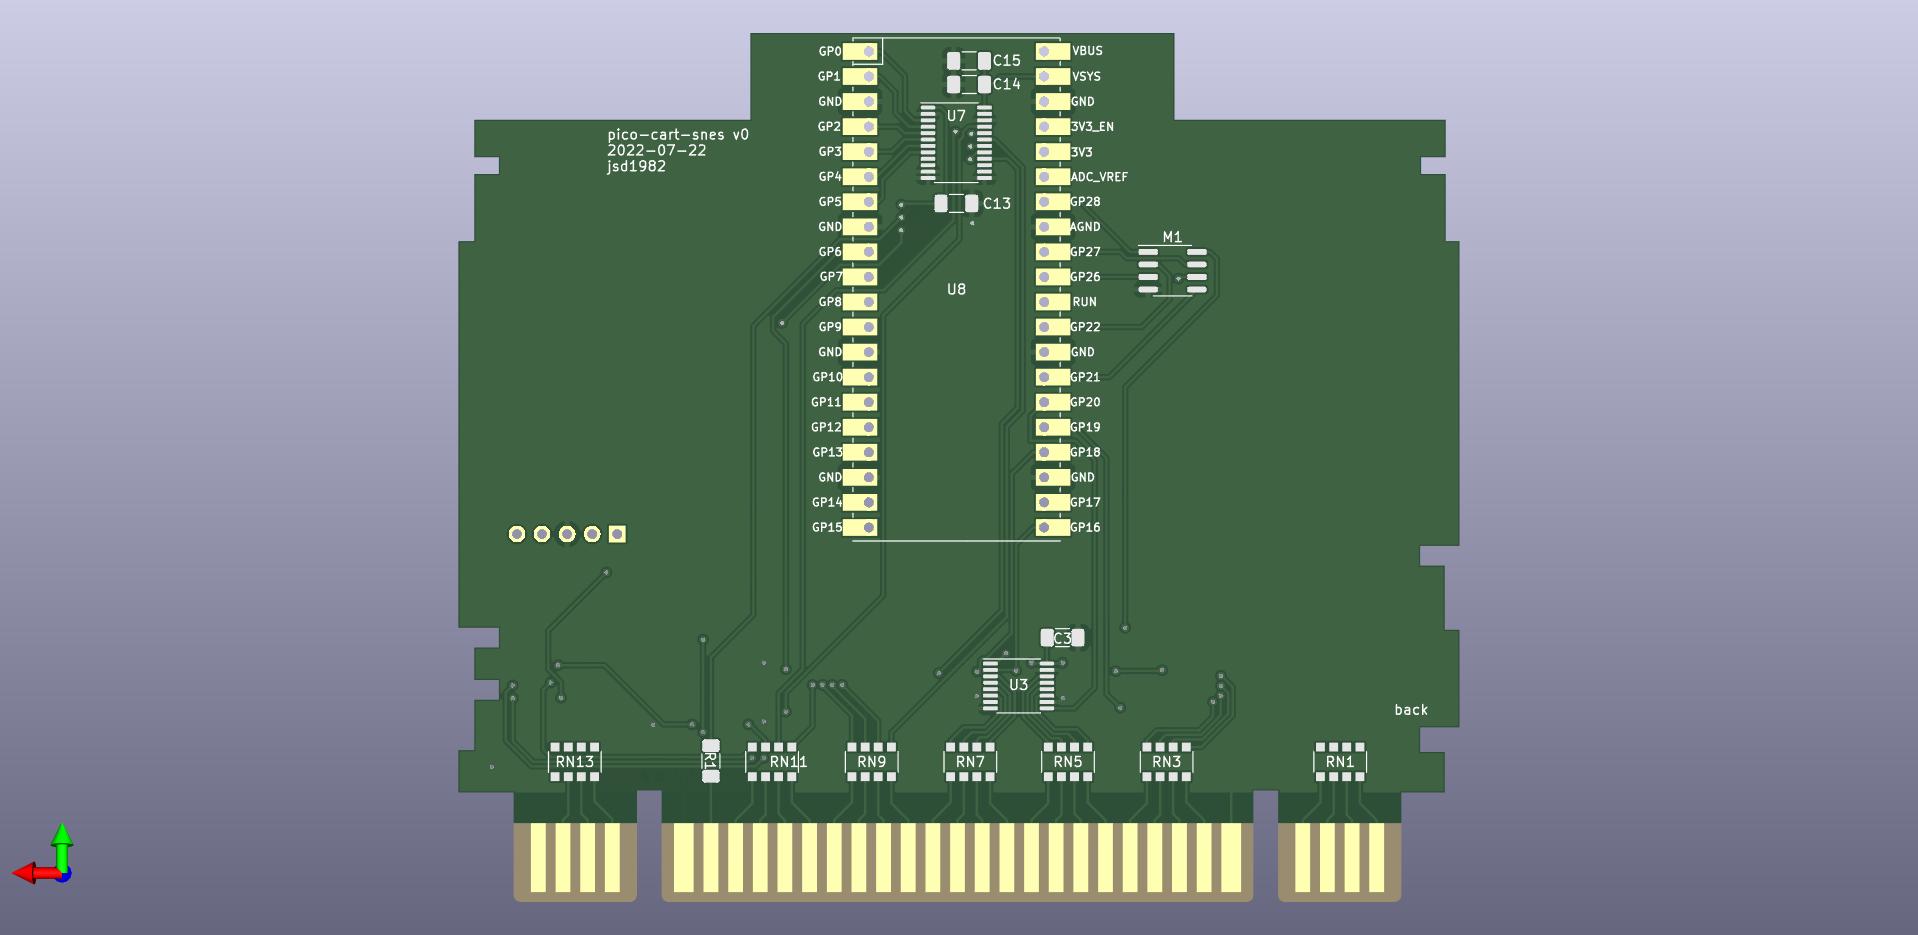 GP0
VBUS
C15
GP1
VSYS
C14
GND
GND
U7
GP2
3V3_EN
pico-cart-snes v0
2022-07-22
jsd1982
GP3
3V3
GP4
ADC_VREF
GP5
C13
GP28
GND
AGND
M1
GP6
GP27
GP7
GP26
U8
GP8
RUN
GP9
GP22
GND
GND
GP10
GP21
GP11
GP20
GP12
GP19
GP13
GP18
GND
GND
GP14
GP17
GP15
GP16
C3
U3
back
RN13
R1
RN11
RN9
RN7
RN5
RN3
RN1